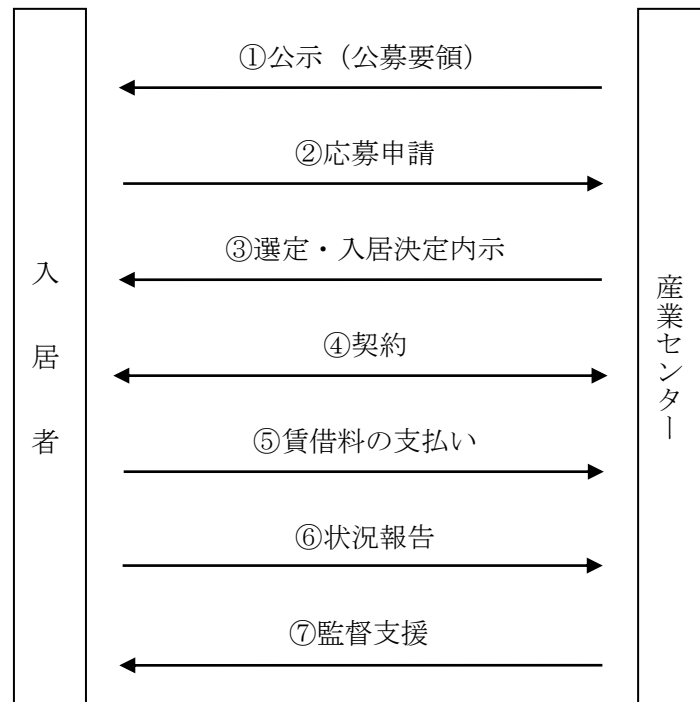 ①公示（公募要領）
②応募申請
③選定・入居決定内示
④契約
⑤賃借料の支払い
⑥状況報告
⑦監督支援
入居者
産業センター